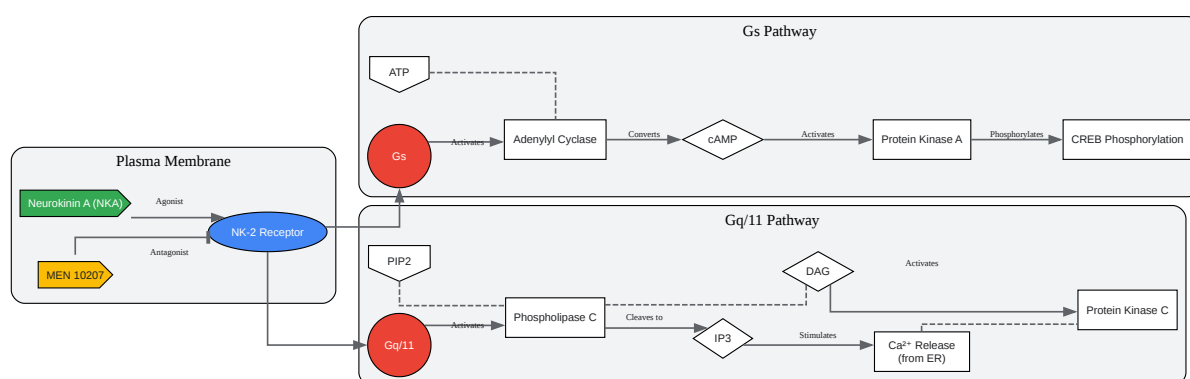 Gs Pathway
ATP
Gs
Activates
Adenylyl Cyclase
Converts
cAMP
Activates
Protein Kinase A
Phosphorylates
CREB Phosphorylation
Plasma Membrane
Neurokinin A (NKA)
Agonist
NK-2 Receptor
Antagonist
MEN 10207
Gq/11 Pathway
PIP2
Gq/11
Activates
Phospholipase C
Cleaves to
DAG
Activates
IP3
Stimulates
Ca²⁺ Release
(from ER)
Protein Kinase C